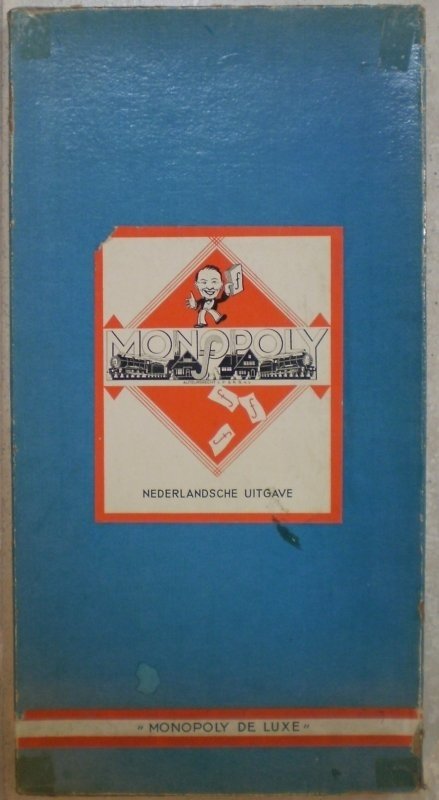 MONOPOLY
NEDERLANDSCHE UITGAVE
"MONOPOLY DE LUXE"